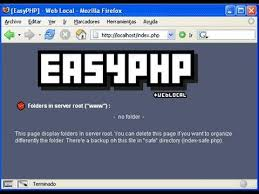 [EasyPHP] - Web Local - Mozilla Firefox
Archivo Editar Ver Ir Marcadores Herramientas Ayuda
http://localhost/index.php
EASYPHP
+WEBLOCAL
Folders in server root ("www") :
- no folder -
This page display folders in server root. You can delete this page if you want to organize
differently the folder. There's a backup on this file in "safe" directory (index-safe.php).
Terminado